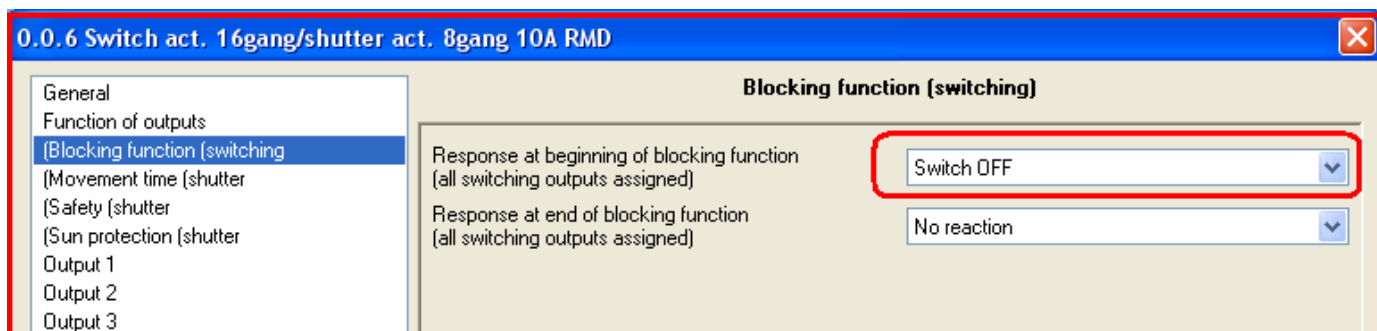 0.0.6 Switch act. 16gang/shutter act. 8gang 10A RMD
General
Function of outputs
(Blocking function (switching
(Movement time (shutter
(Safety (shutter
(Sun protection (shutter
Output 1
Output 2
Output 3
Blocking function (switching)
Response at beginning of blocking function
(all switching outputs assigned)
Switch OFF
Response at end of blocking function
(all switching outputs assigned)
No reaction